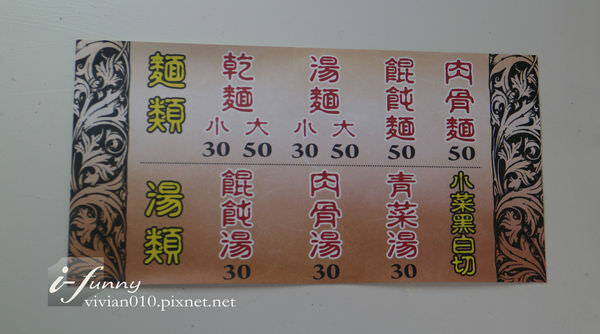 麵類
乾麵
小 大
30 50
湯麵
小 大
30 50
餛飩麵
50
肉骨麵
50
湯類
餛飩湯
30
肉骨湯
30
青菜湯
30
小菜黑白切
i-funny
vivian010.pixnet.net